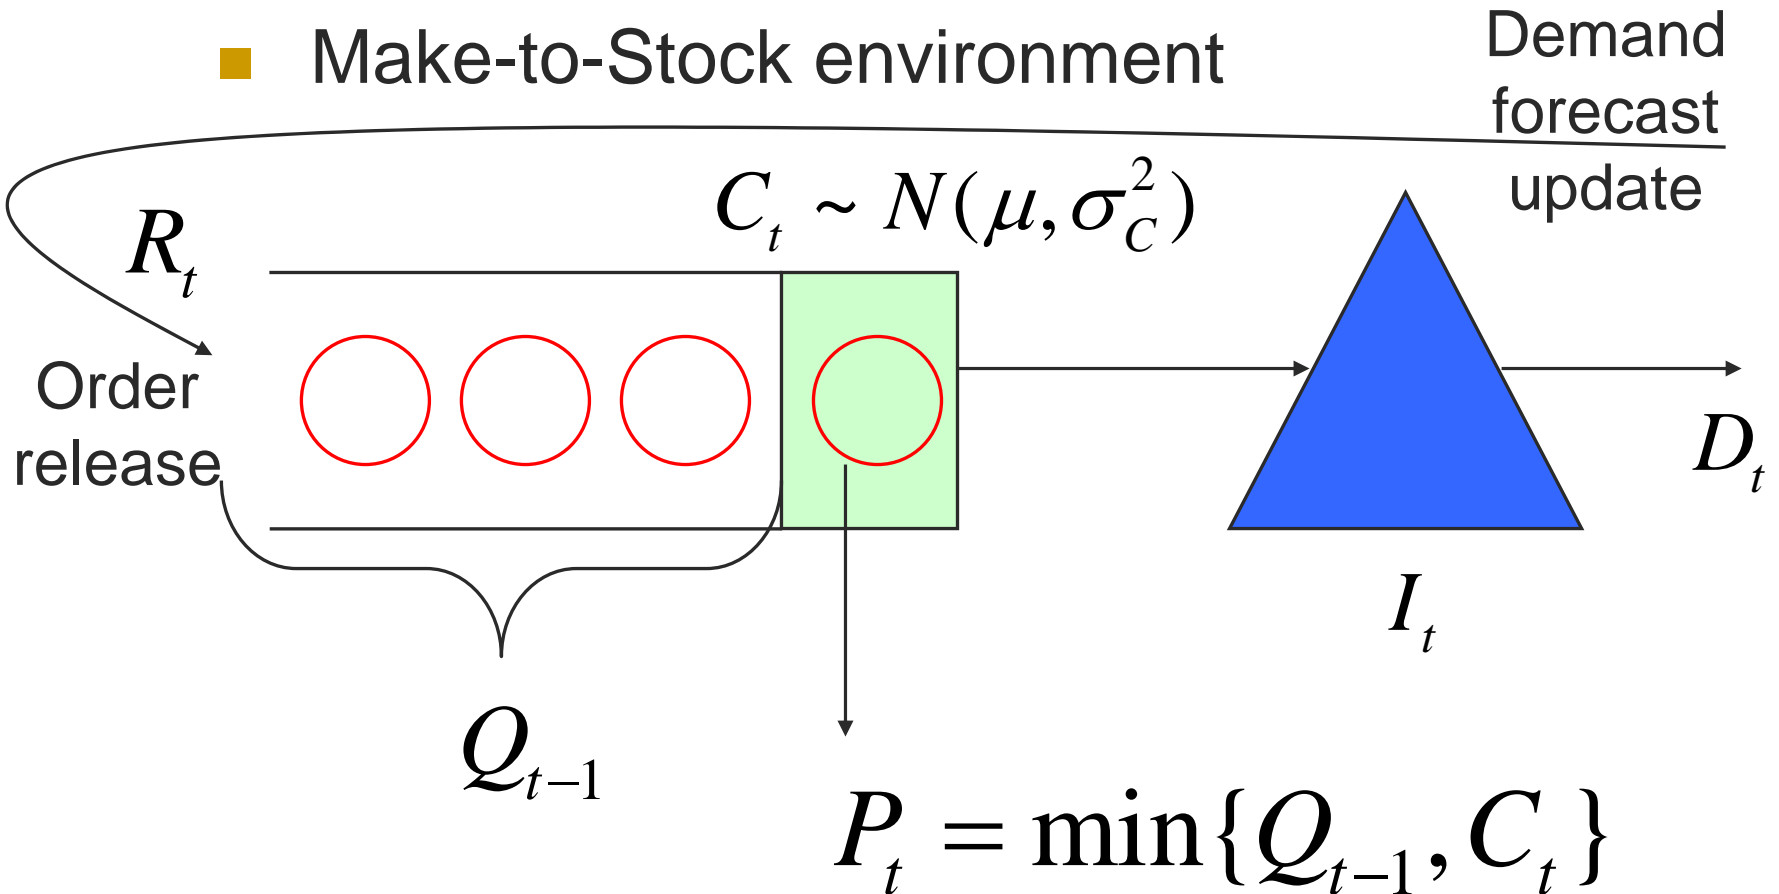 ■ Make-to-Stock environment
Demand
forecast
update
C_t ~ N(μ, σ_C^2)
R_t
Order
release
D_t
I_t
Q_{t−1}
P_t = min{Q_{t−1}, C_t}